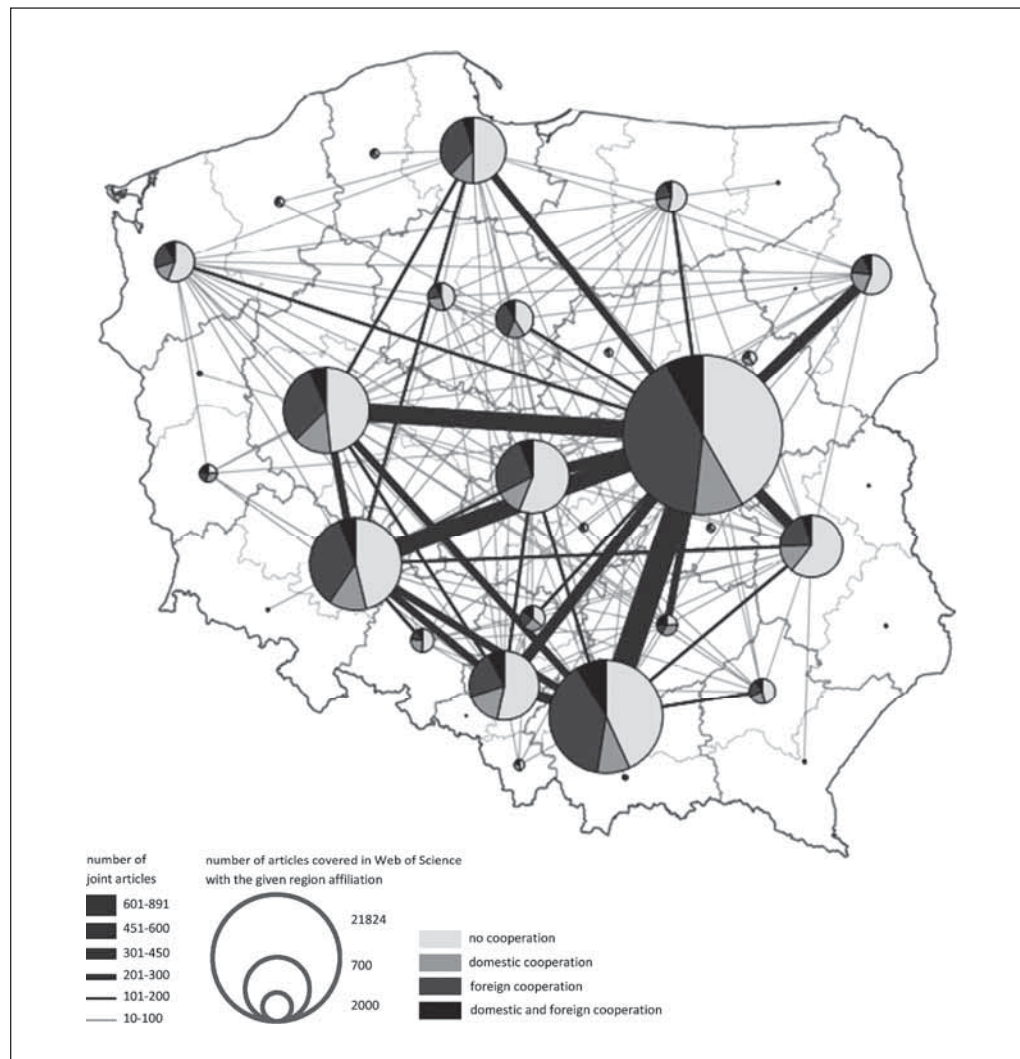 number of
joint articles
601-891
451-600
301-450
201-300
101-200
10-100
number of articles covered in Web of Science
with the given region affiliation
21824
700
2000
no cooperation
domestic cooperation
foreign cooperation
domestic and foreign cooperation